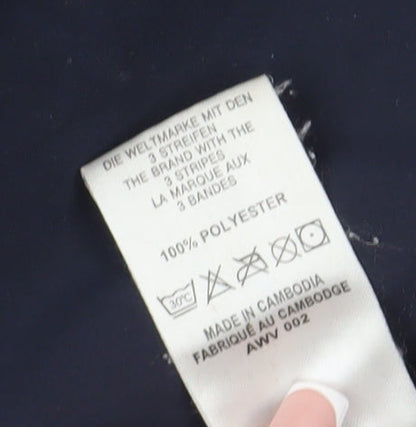 DIE WELTMARKE MIT DEN
3 STREIFEN
THE BRAND WITH THE
3 STRIPES
LA MARQUE AUX
3 BANDES
100% POLYESTER
30°C
MADE IN CAMBODIA
FABRIQUÉ AU CAMBODGE
AWV 002